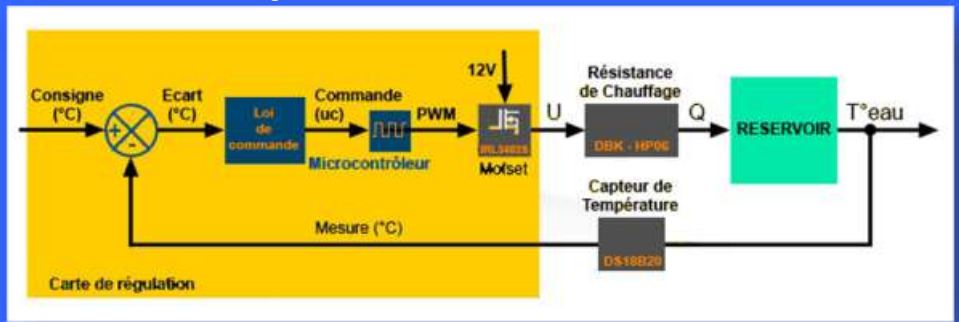 Consigne
(°C)
Ecart
(°C)
Loi
de
commande
Commande
(uc)
Microcontrôleur
PWM
12V
Mofset
U
Résistance
de Chauffage
DBK - HP06
Q
RESERVOIR
T°eau
Capteur de
Température
DS18B20
Mesure (°C)
Carte de régulation